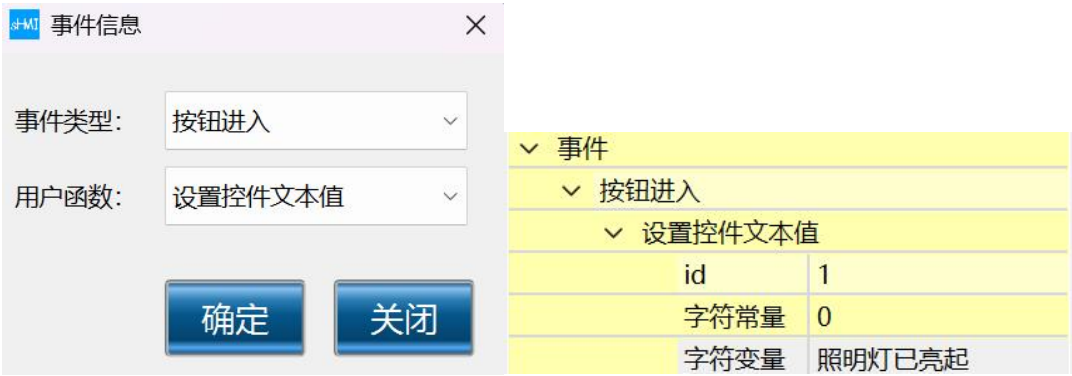 sHMI 事件信息
事件类型: 按钮进入
用户函数: 设置控件文本值
确定 关闭
事件
按钮进入
设置控件文本值
id 1
字符常量 0
字符变量 照明灯已亮起